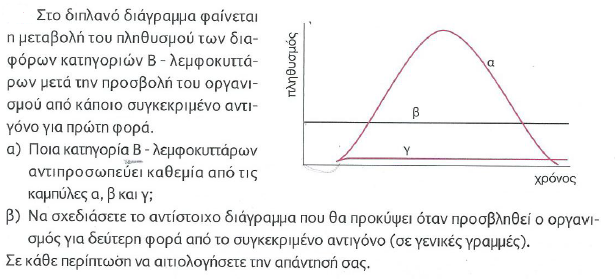 Στο διπλανό διάγραμμα φαίνεται
η μεταβολή του πληθυσμού των δια-
φόρων κατηγοριών Β - λεμφοκυττά-
ρων μετά την προσβολή του οργανι-
σμού από κάποιο συγκεκριμένο αντι-
γόνο για πρώτη φορά.
α) Ποια κατηγορία Β - λεμφοκυττάρων
αντιπροσωπεύει καθεμία από τις
καμπύλες α, β και γ;
πληθυσμός
α
β
γ
χρόνος
β) Να σχεδιάσετε το αντίστοιχο διάγραμμα που θα προκύψει όταν προσβληθεί ο οργανι-
σμός για δεύτερη φορά από το συγκεκριμένο αντιγόνο (σε γενικές γραμμές).
Σε κάθε περίπτωση να αιτιολογήσετε την απάντησή σας.